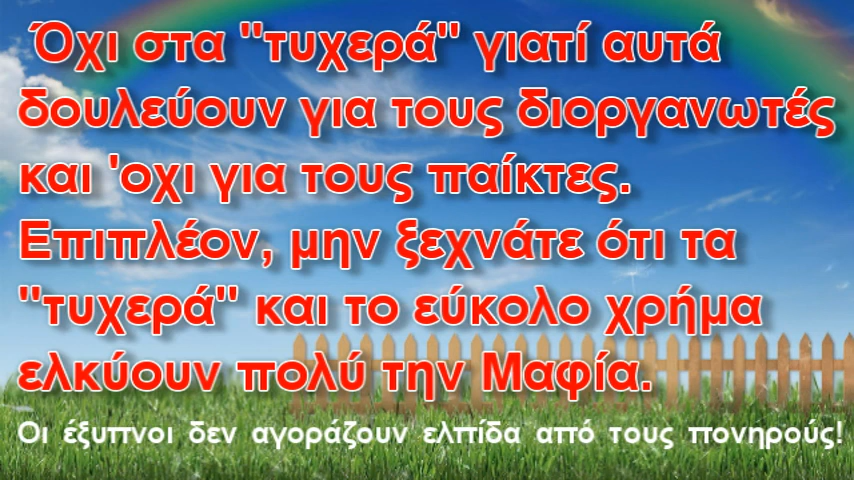 Όχι στα "τυχερά" γιατί αυτά
δουλεύουν για τους διοργανωτές
και 'οχι για τους παίκτες.
Επιπλέον, μην ξεχνάτε ότι τα
"τυχερά" και το εύκολο χρήμα
ελκύουν πολύ την Μαφία.
Οι έξυπνοι δεν αγοράζουν ελπίδα από τους πονηρούς!